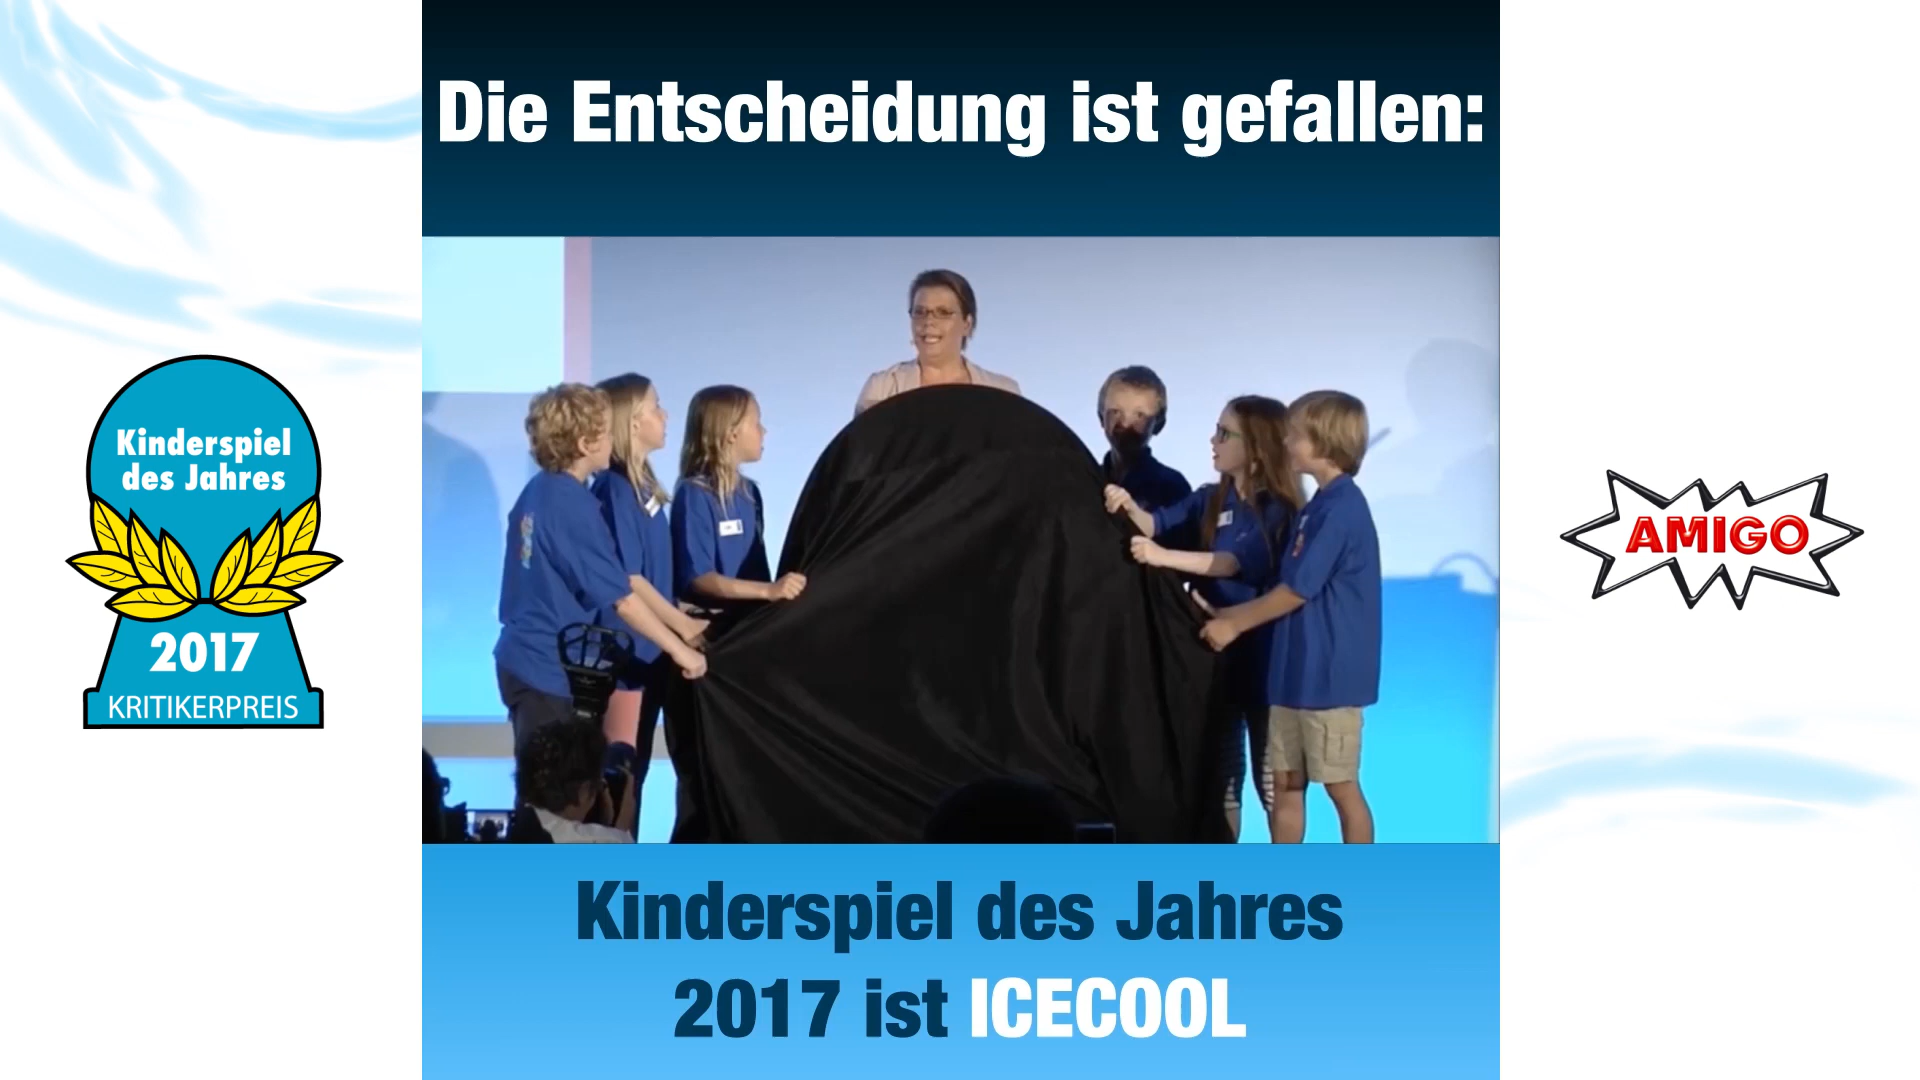 Die Entscheidung ist gefallen:
Kinderspiel
des Jahres
2017
KRITIKERPREIS
AMIGO
Kinderspiel des Jahres
2017 ist ICECOOL